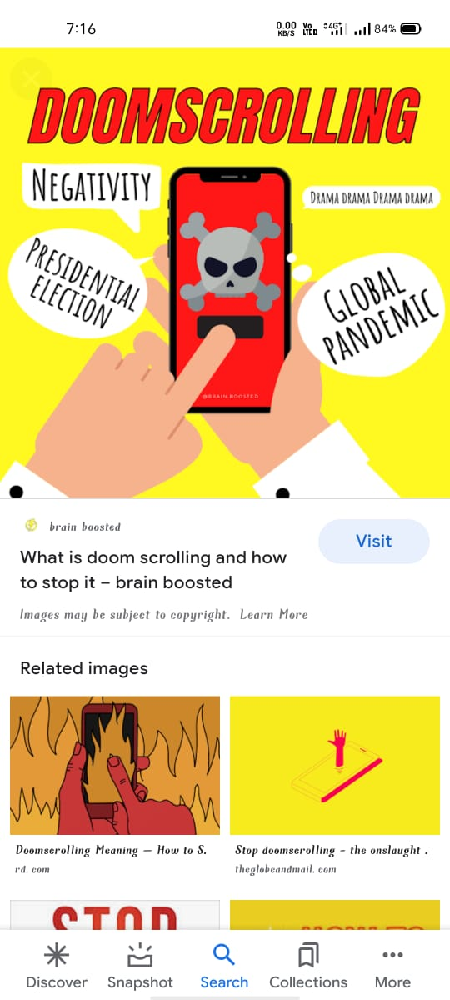 7:16
0.00 KB/S Vo LTE 4G+ 84%
DOOMSCROLLING
NEGATIVITY
DRAMA DRAMA DRAMA DRAMA
PRESIDENTIAL
ELECTION
GLOBAL
PANDEMIC
@BRAIN.BOOSTED
brain boosted
Visit
What is doom scrolling and how
to stop it – brain boosted
Images may be subject to copyright. Learn More
Related images
Doomscrolling Meaning — How to S.
rd. com
Stop doomscrolling - the onslaught .
theglobeandmail. com
STOP
Discover Snapshot Search Collections More